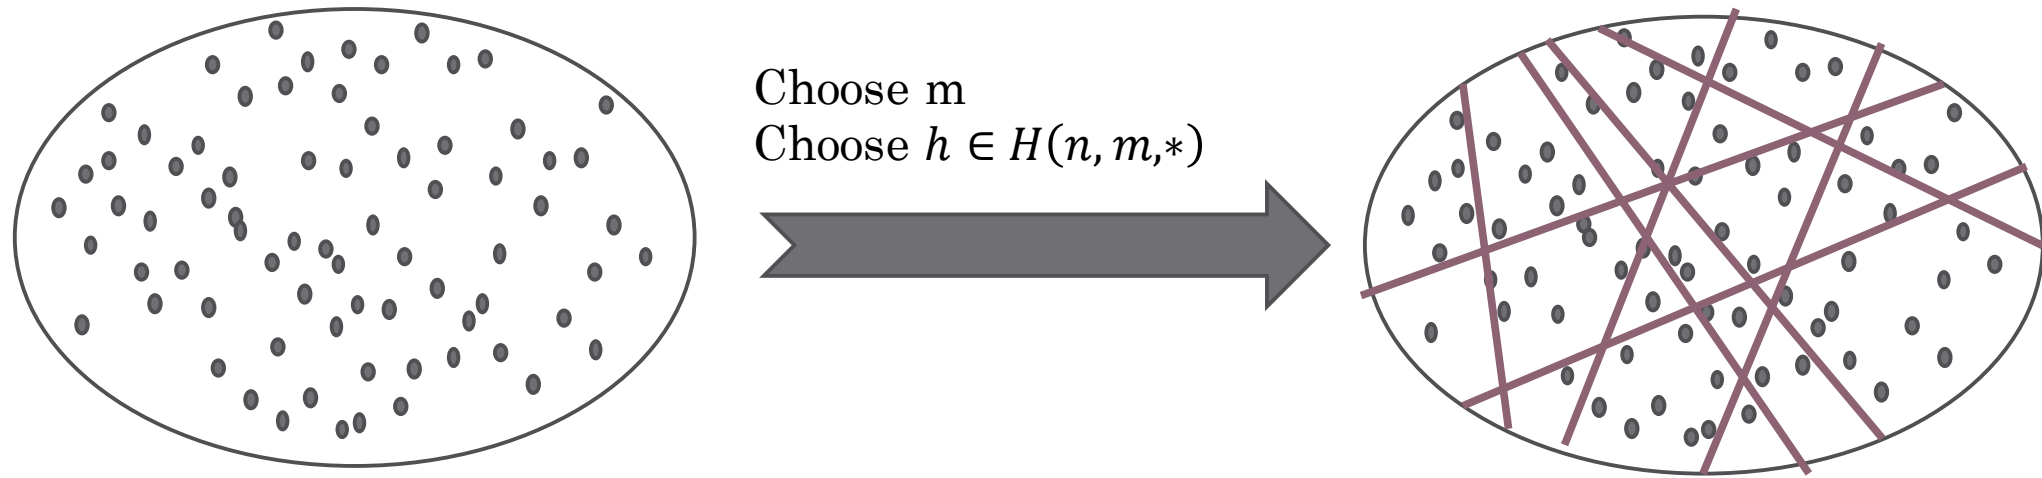 Choose m
Choose ℎ ∈ 𝐻(𝑛, 𝑚,∗)